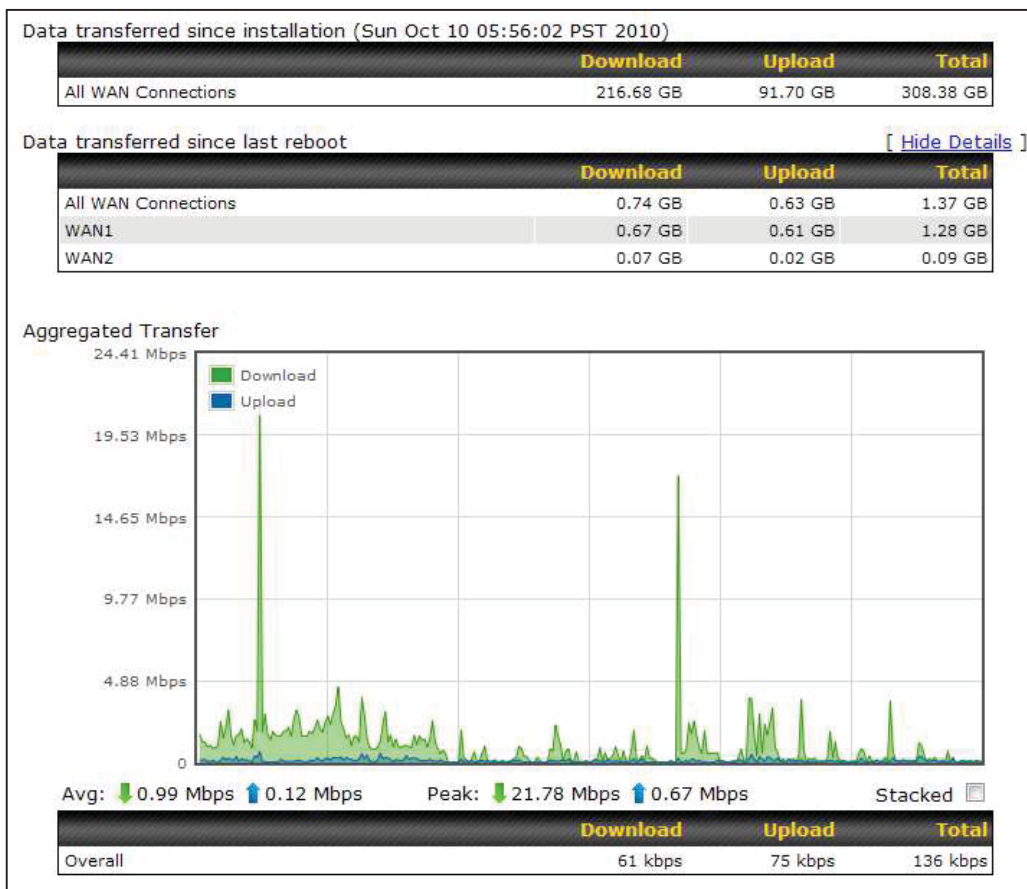 Data transferred since installation (Sun Oct 10 05:56:02 PST 2010)
Download Upload Total
All WAN Connections 216.68 GB 91.70 GB 308.38 GB
Data transferred since last reboot [ Hide Details ]
Download Upload Total
All WAN Connections 0.74 GB 0.63 GB 1.37 GB
WAN1 0.67 GB 0.61 GB 1.28 GB
WAN2 0.07 GB 0.02 GB 0.09 GB
Aggregated Transfer
24.41 Mbps
Download
Upload
19.53 Mbps
14.65 Mbps
9.77 Mbps
4.88 Mbps
0
Avg: 0.99 Mbps 0.12 Mbps Peak: 21.78 Mbps 0.67 Mbps Stacked
Download Upload Total
Overall 61 kbps 75 kbps 136 kbps